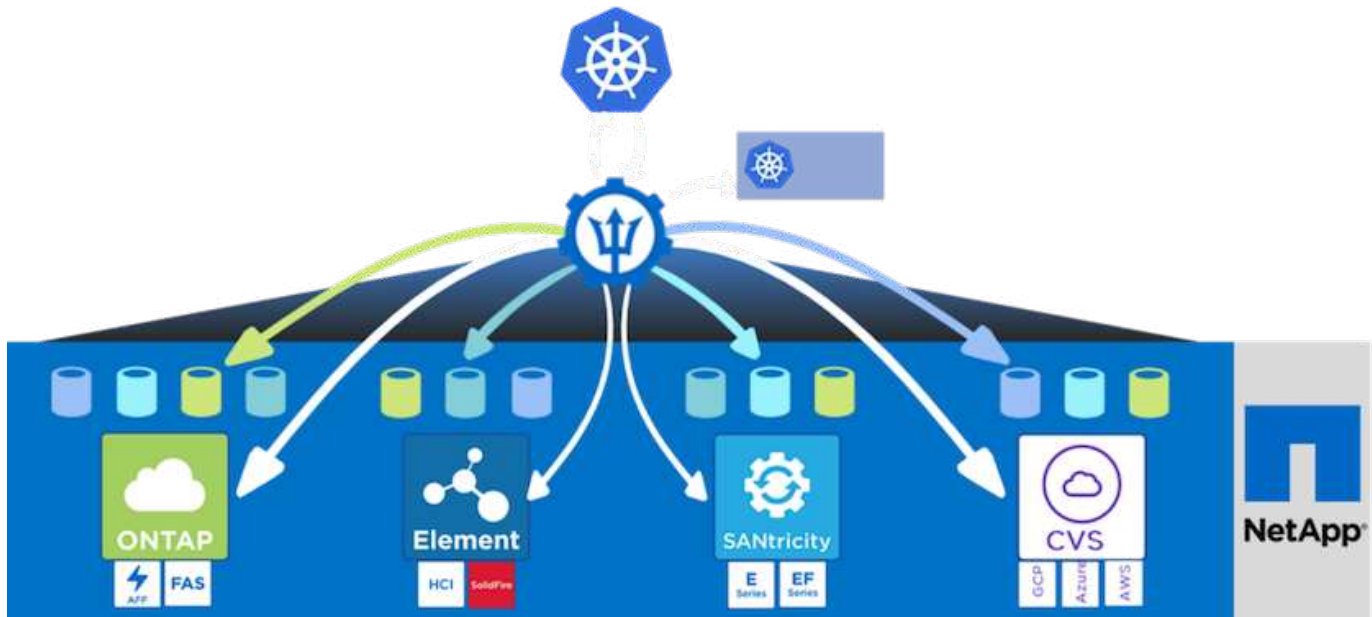 ONTAP
AFF
FAS
Element
HCI
SolidFire
SANtricity
E
Series
EF
Series
CVS
GCP
Azure
AWS
NetApp®